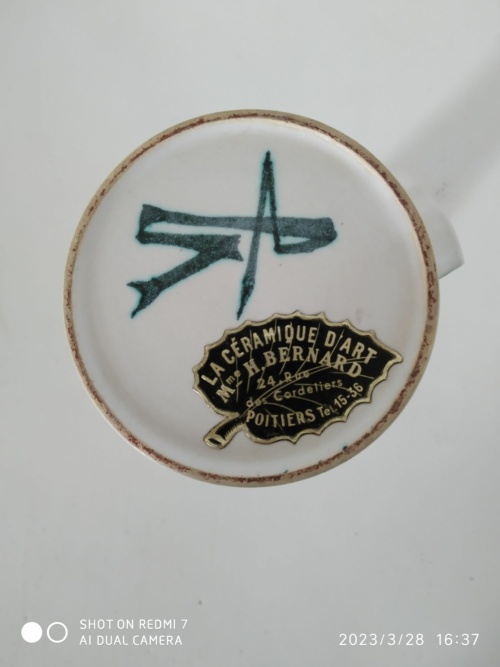 LA CÉRAMIQUE D'ART
Mme H. BERNARD
24, Rue
des Cordeliers
POITIERS Tel. 15-36
SHOT ON REDMI 7
AI DUAL CAMERA
2023/3/28 16:37